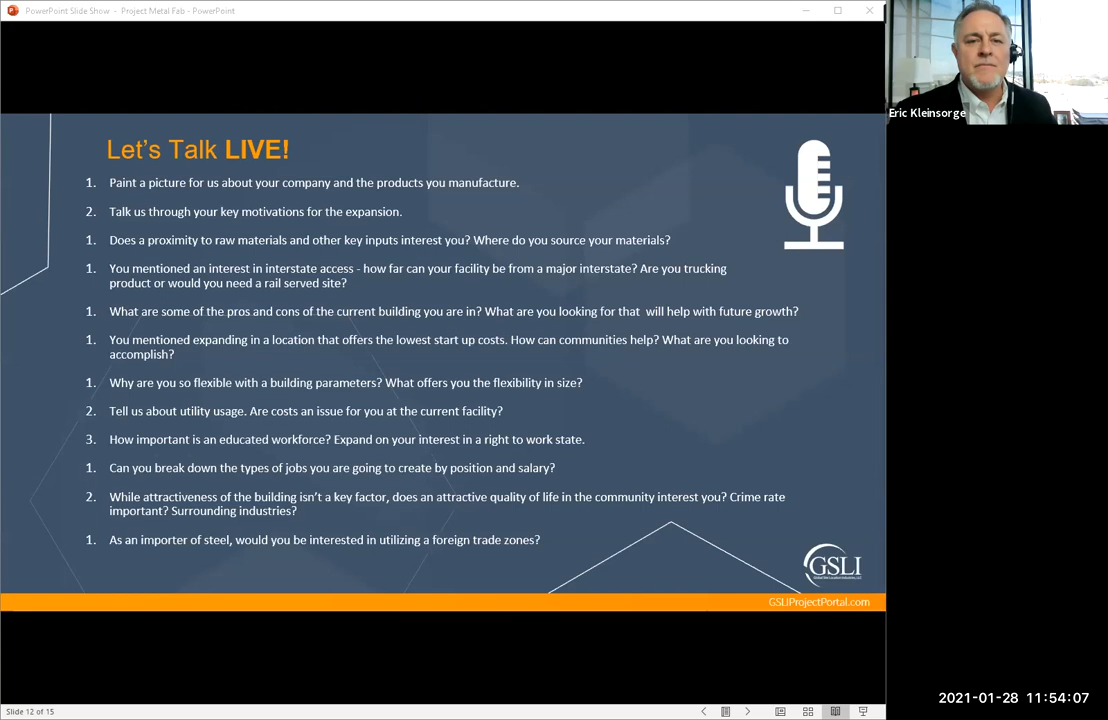 PowerPoint Slide Show - Project Metal Fab - PowerPoint
Eric Kleinsorge
Let's Talk LIVE!
1. Paint a picture for us about your company and the products you manufacture.
2. Talk us through your key motivations for the expansion.
1. Does a proximity to raw materials and other key inputs interest you? Where do you source your materials?
1. You mentioned an interest in interstate access - how far can your facility be from a major interstate? Are you trucking
product or would you need a rail served site?
1. What are some of the pros and cons of the current building you are in? What are you looking for that will help with future growth?
1. You mentioned expanding in a location that offers the lowest start up costs. How can communities help? What are you looking to
accomplish?
1. Why are you so flexible with a building parameters? What offers you the flexibility in size?
2. Tell us about utility usage. Are costs an issue for you at the current facility?
3. How important is an educated workforce? Expand on your interest in a right to work state.
1. Can you break down the types of jobs you are going to create by position and salary?
2. While attractiveness of the building isn't a key factor, does an attractive quality of life in the community interest you? Crime rate
important? Surrounding industries?
1. As an importer of steel, would you be interested in utilizing a foreign trade zones?
GSLI
Global Site Location Industries, LLC
GSLIProjectPortal.com
2021-01-28 11:54:07
Slide 12 of 15